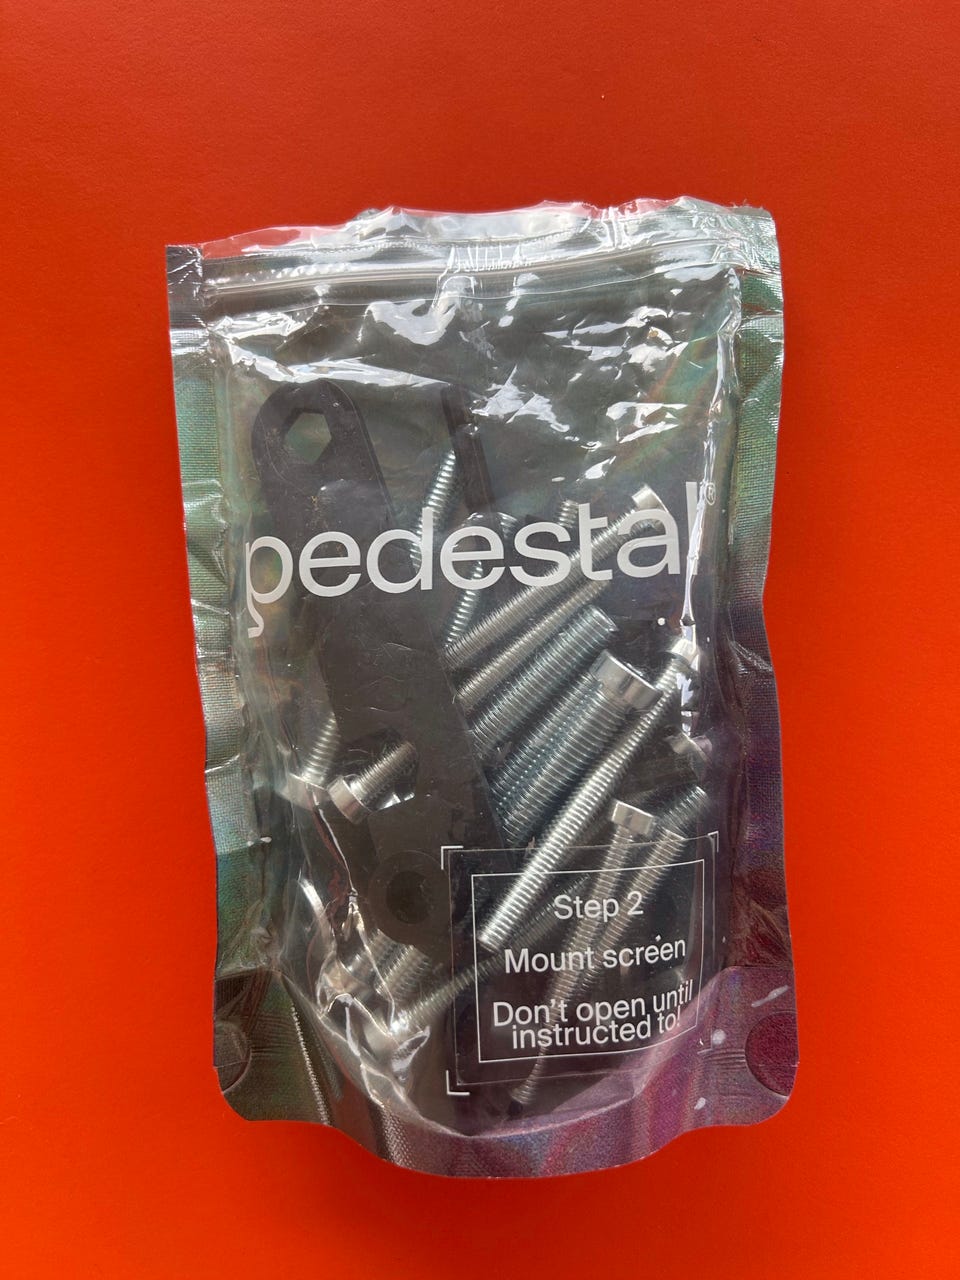 pedestal®
Step 2
Mount screen
Don't open until
instructed to!